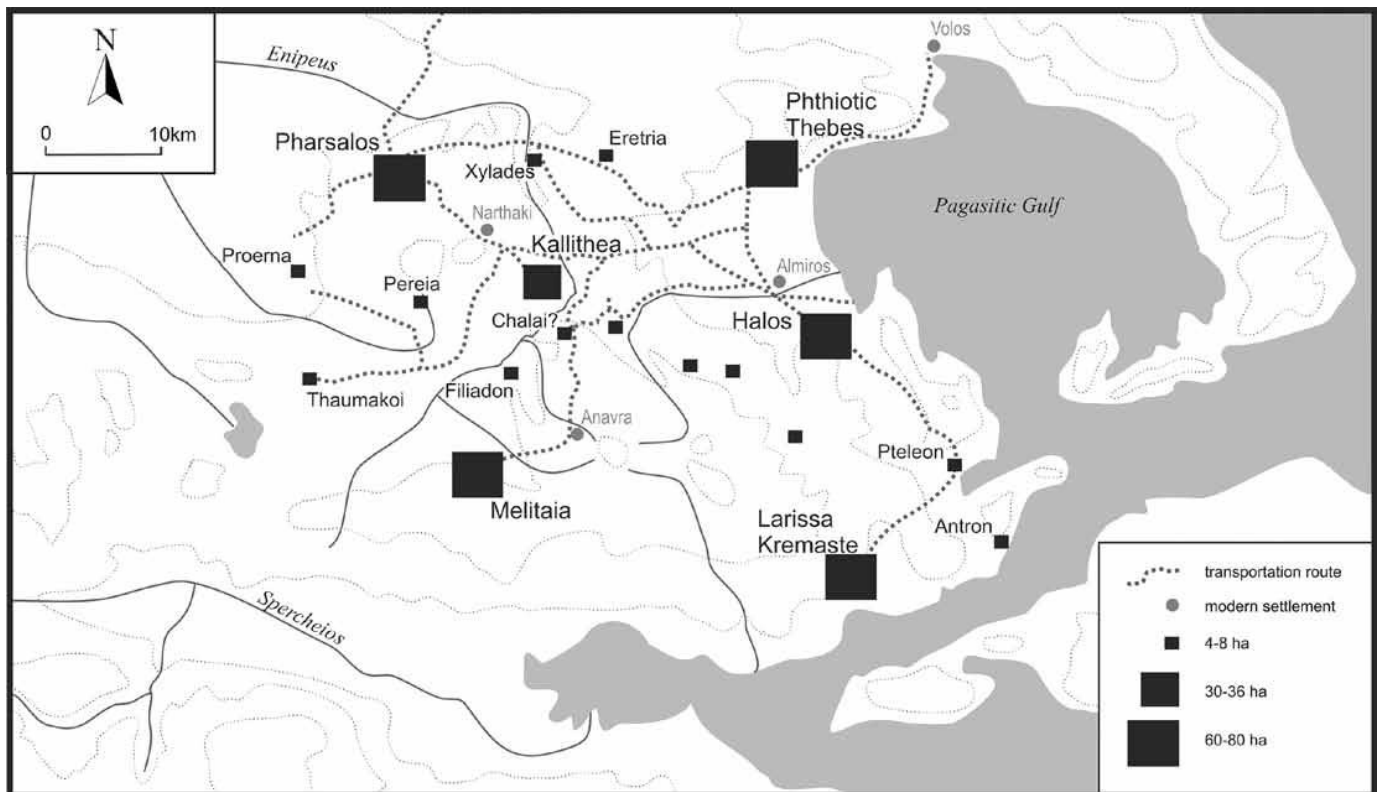 N
0 10km
Enipeus
Volos
Pharsalos
Xylades
Eretria
Phthiotic
Thebes
Narthaki
Kallithea
Pagasitic Gulf
Proerna
Pereia
Almiros
Chalai?
Halos
Thaumakoi
Filiadon
Anavra
Pteleon
Melitaia
Larissa
Kremaste
Antron
Spercheios
transportation route
modern settlement
4-8 ha
30-36 ha
60-80 ha